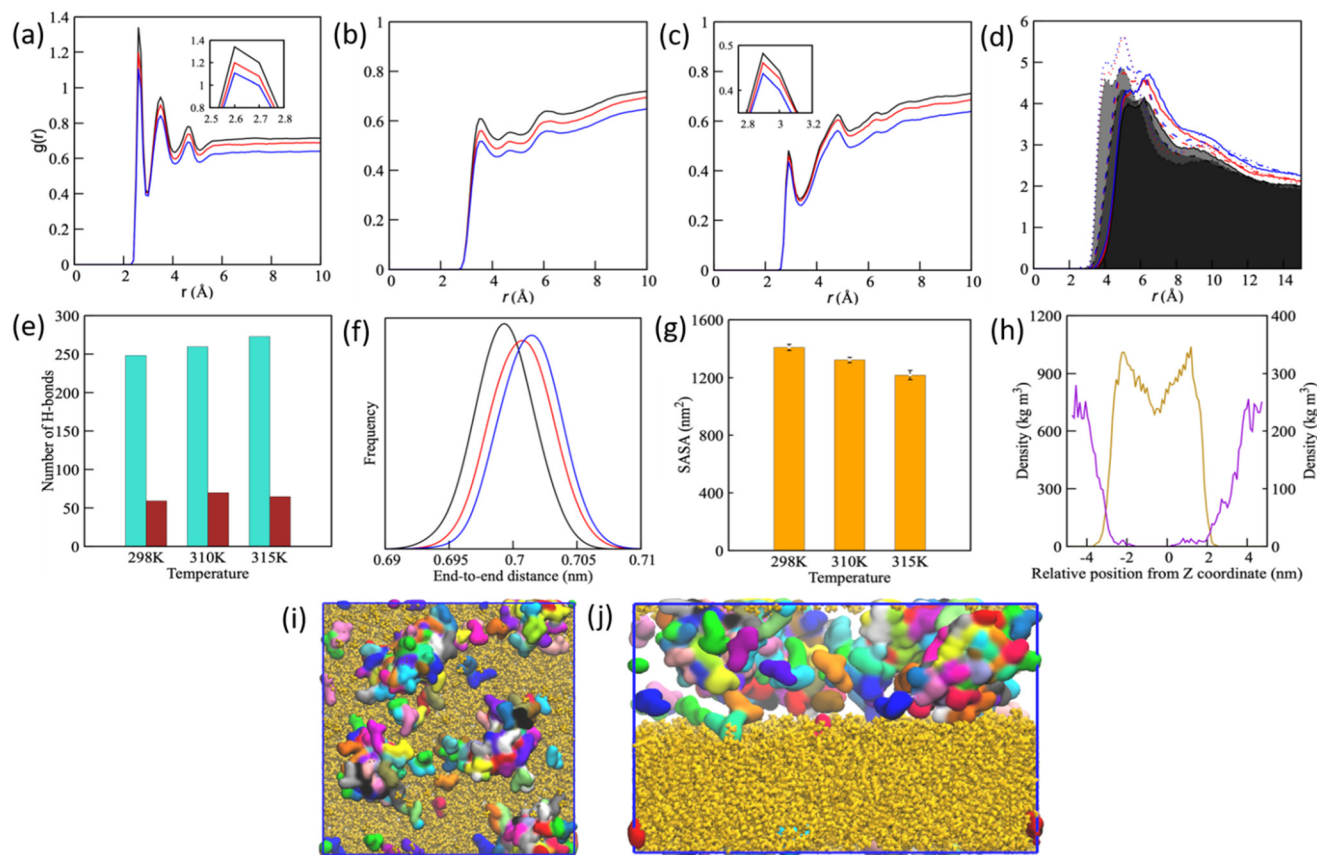 (a)
1.4
1.2
1
0.8
0.6
0.4
0.2
0
g(r)
1.4
1.3
1.2
1.1
1
0.9
2.5 2.6 2.7 2.8
0 2 4 6 8 10
r (Å)
(b)
1
0.8
0.6
0.4
0.2
0
0 2 4 6 8 10
r (Å)
(c)
1
0.8
0.6
0.4
0.2
0
0.5
0.4
2.8 3 3.2
0 2 4 6 8 10
r (Å)
(d)
6
5
4
3
2
1
0
0 2 4 6 8 10 12 14
r (Å)
(e)
300
250
200
150
100
50
0
Number of H-bonds
298K 310K 315K
Temperature
(f)
Frequency
0.69 0.695 0.7 0.705 0.71
End-to-end distance (nm)
(g)
1600
1200
800
400
0
SASA (nm²)
298K 310K 315K
Temperature
(h)
1200
900
600
300
0
Density (kg m³)
400
300
200
100
0
Density (kg m³)
-4 -2 0 2 4
Relative position from Z coordinate (nm)
(i)
(j)